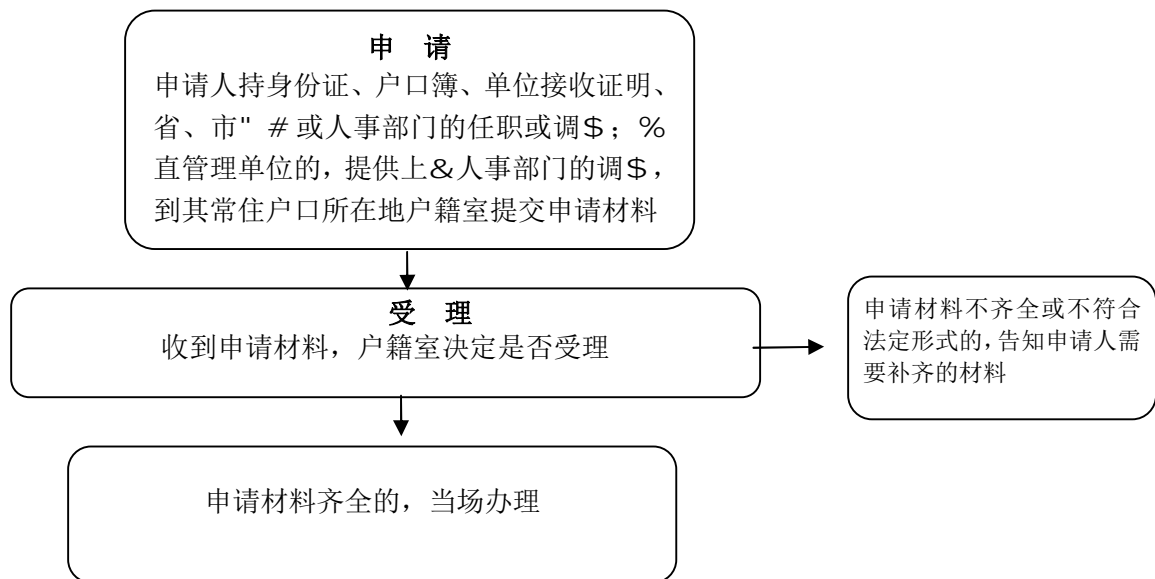 申 请
申请人持身份证、户口簿、单位接收证明、
省、市" #或人事部门的任职或调$；%
直管理单位的，提供上&人事部门的调$，
到其常住户口所在地户籍室提交申请材料
受 理
收到申请材料，户籍室决定是否受理
申请材料不齐全或不符合
法定形式的，告知申请人需
要补齐的材料
申请材料齐全的，当场办理